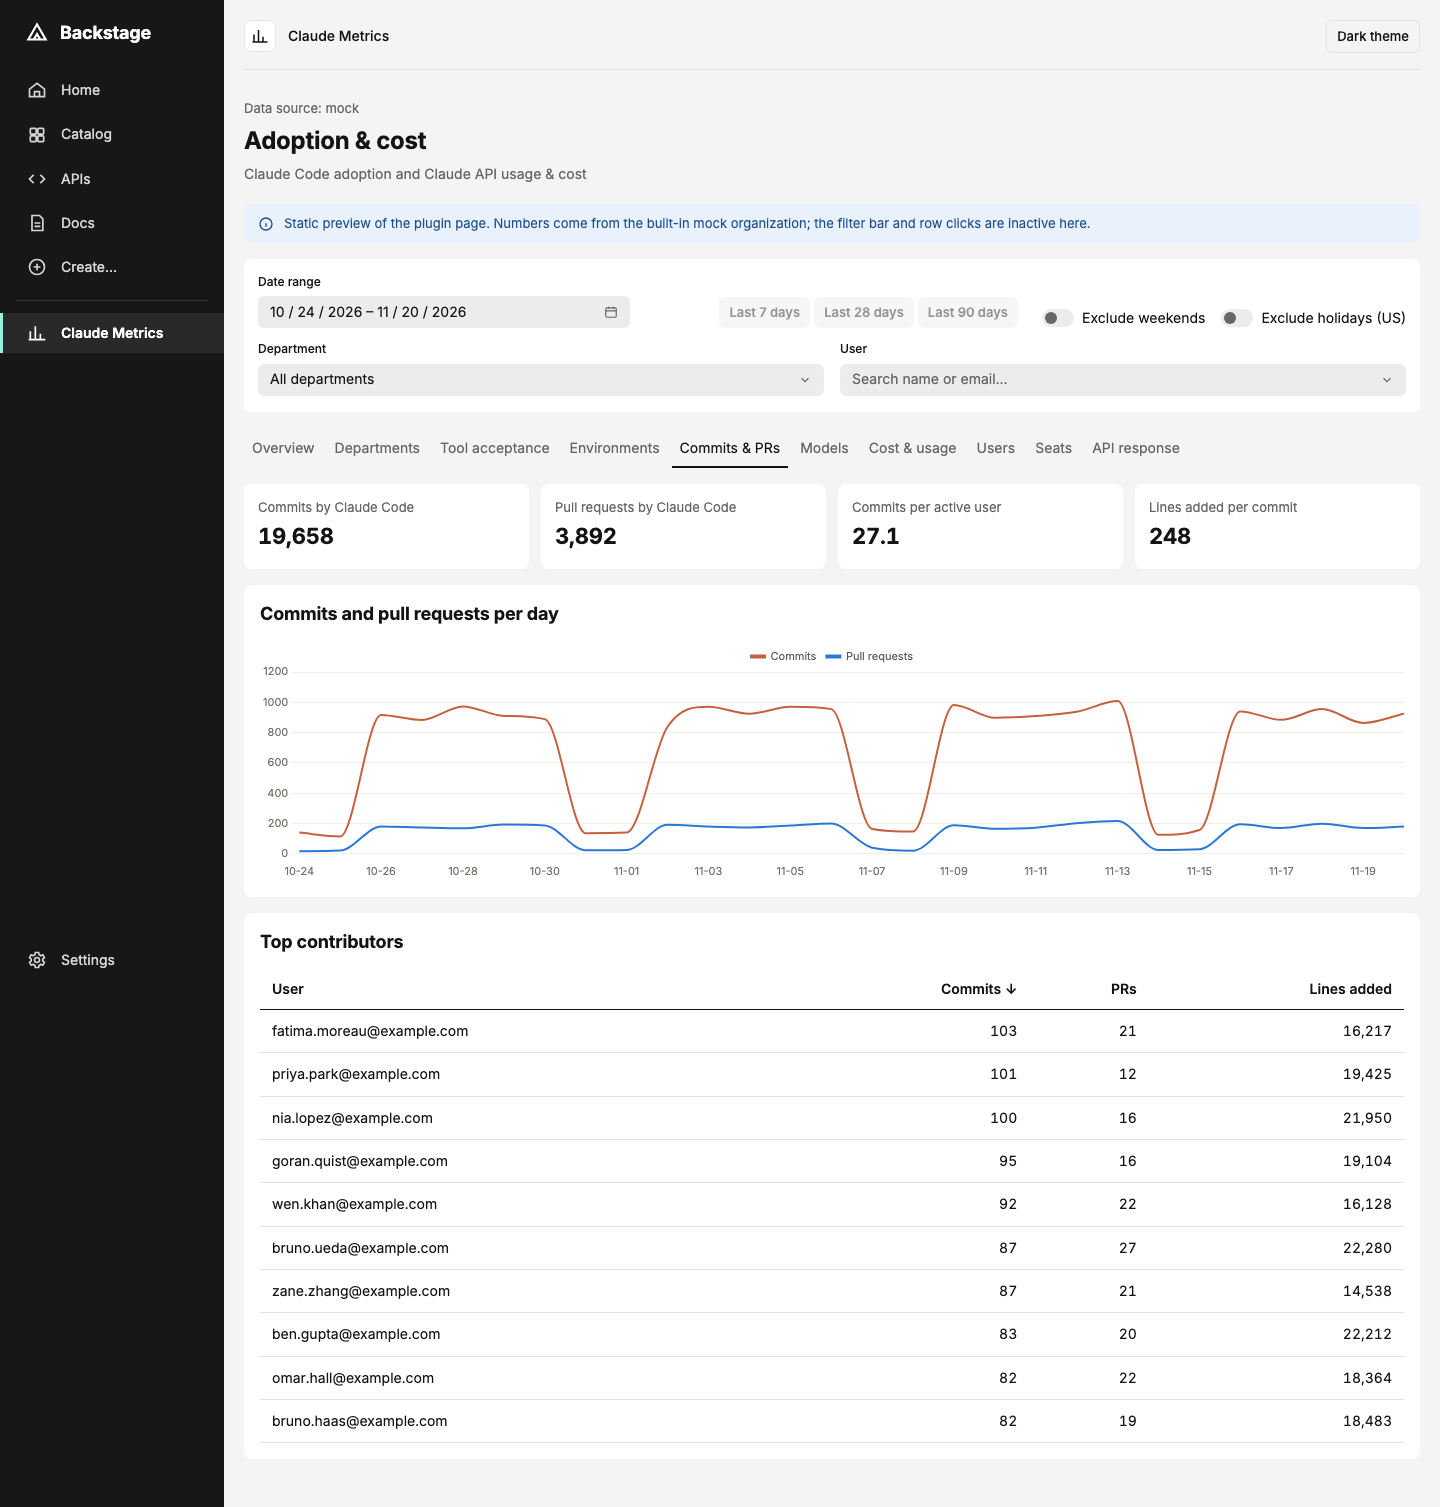 Backstage
Home
Catalog
APIs
Docs
Create...
Claude Metrics
Settings
Claude Metrics
Dark theme
Data source: mock
Adoption & cost
Claude Code adoption and Claude API usage & cost
Static preview of the plugin page. Numbers come from the built-in mock organization; the filter bar and row clicks are inactive here.
Date range
10 / 24 / 2026 – 11 / 20 / 2026
Last 7 days Last 28 days Last 90 days
Exclude weekends Exclude holidays (US)
Department
All departments
User
Search name or email...
Overview Departments Tool acceptance Environments Commits & PRs Models Cost & usage Users Seats API response
Commits by Claude Code
19,658
Pull requests by Claude Code
3,892
Commits per active user
27.1
Lines added per commit
248
Commits and pull requests per day
Commits Pull requests
1200
1000
800
600
400
200
0
10-24 10-26 10-28 10-30 11-01 11-03 11-05 11-07 11-09 11-11 11-13 11-15 11-17 11-19
Top contributors
User Commits ↓ PRs Lines added
fatima.moreau@example.com 103 21 16,217
priya.park@example.com 101 12 19,425
nia.lopez@example.com 100 16 21,950
goran.quist@example.com 95 16 19,104
wen.khan@example.com 92 22 16,128
bruno.ueda@example.com 87 27 22,280
zane.zhang@example.com 87 21 14,538
ben.gupta@example.com 83 20 22,212
omar.hall@example.com 82 22 18,364
bruno.haas@example.com 82 19 18,483